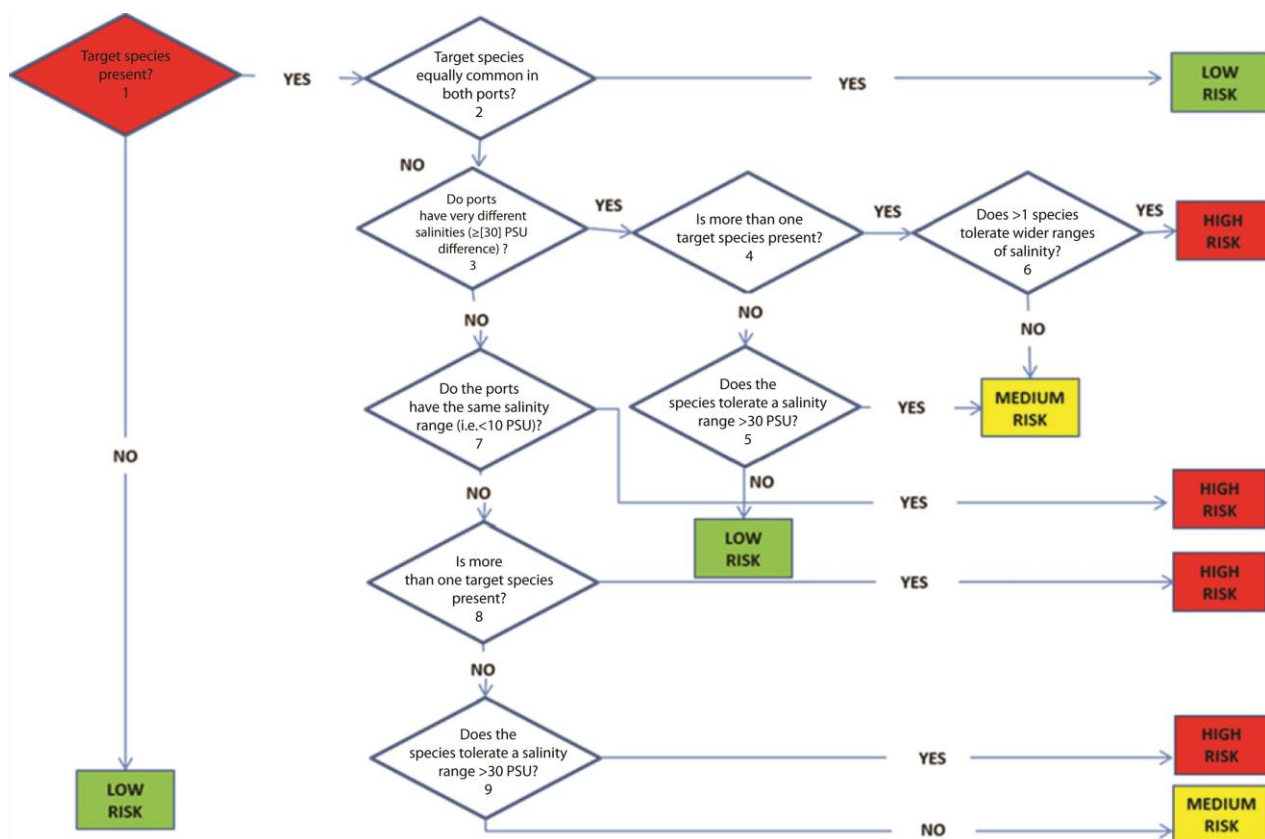 Target species
present?
1
YES
Target species
equally common in
both ports?
2
YES
LOW
RISK
NO
Do ports
have very different
salinities (≥[30] PSU
difference) ?
3
YES
Is more than one
target species present?
4
YES
Does >1 species
tolerate wider ranges
of salinity?
6
YES
HIGH
RISK
NO
NO
NO
Do the ports
have the same salinity
range (i.e.<10 PSU)?
7
Does the
species tolerate a salinity
range >30 PSU?
5
YES
MEDIUM
RISK
NO
NO
NO
YES
HIGH
RISK
LOW
RISK
Is more
than one target species
present?
8
YES
HIGH
RISK
NO
Does the
species tolerate a salinity
range >30 PSU?
9
YES
HIGH
RISK
LOW
RISK
NO
MEDIUM
RISK